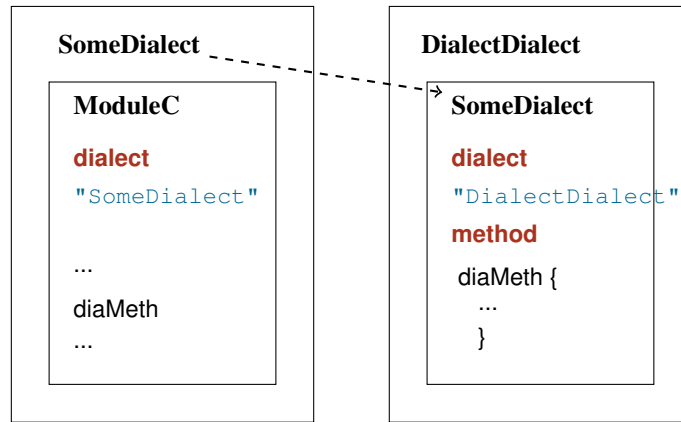 SomeDialect
ModuleC
dialect
"SomeDialect"
...
diaMeth
...
DialectDialect
SomeDialect
dialect
"DialectDialect"
method
diaMeth {
...
}